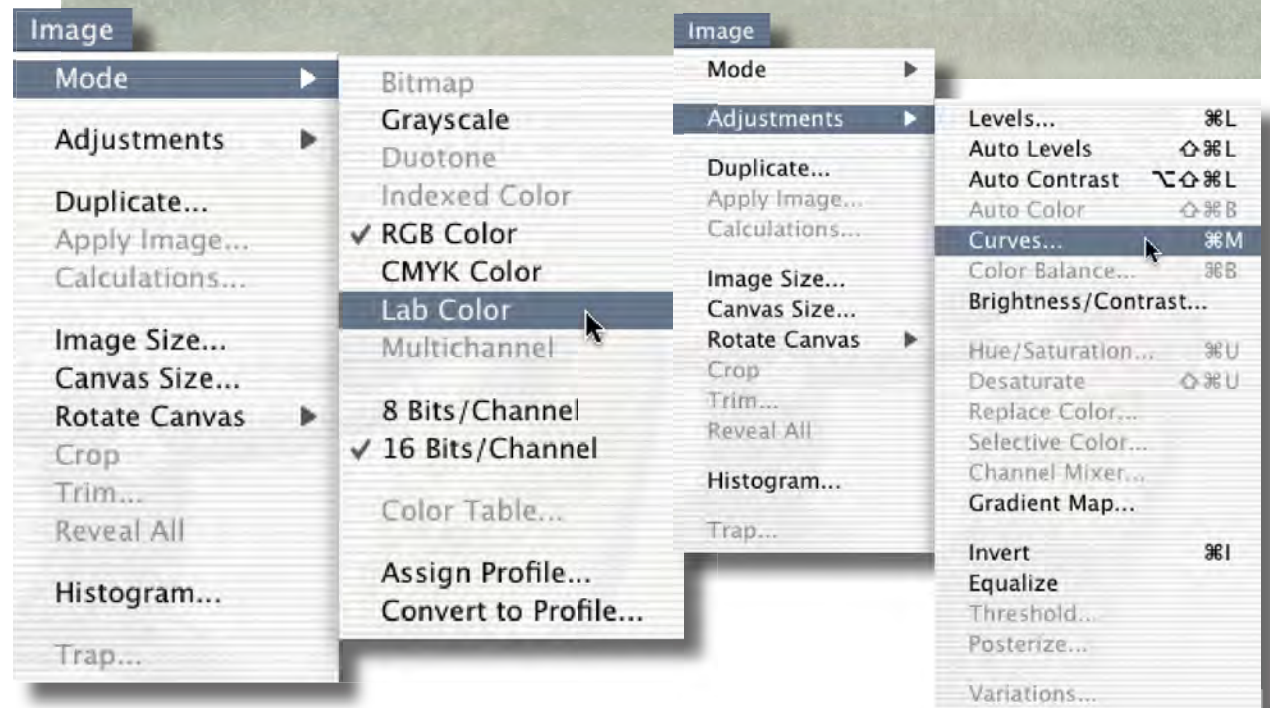 Image
Mode
Adjustments
Duplicate...
Apply Image...
Calculations...
Image Size...
Canvas Size...
Rotate Canvas
Crop
Trim...
Reveal All
Histogram...
Trap...
Bitmap
Grayscale
Duotone
Indexed Color
✓ RGB Color
CMYK Color
Lab Color
Multichannel
8 Bits/Channel
✓ 16 Bits/Channel
Color Table...
Assign Profile...
Convert to Profile...
Image
Mode
Adjustments
Duplicate...
Apply Image...
Calculations...
Image Size...
Canvas Size...
Rotate Canvas
Crop
Trim...
Reveal All
Histogram...
Trap...
Levels... ⌘L
Auto Levels ⇧⌘L
Auto Contrast ⌥⇧⌘L
Auto Color ⇧⌘B
Curves... ⌘M
Color Balance... ⌘B
Brightness/Contrast...
Hue/Saturation... ⌘U
Desaturate ⇧⌘U
Replace Color...
Selective Color...
Channel Mixer...
Gradient Map...
Invert ⌘I
Equalize
Threshold...
Posterize...
Variations...